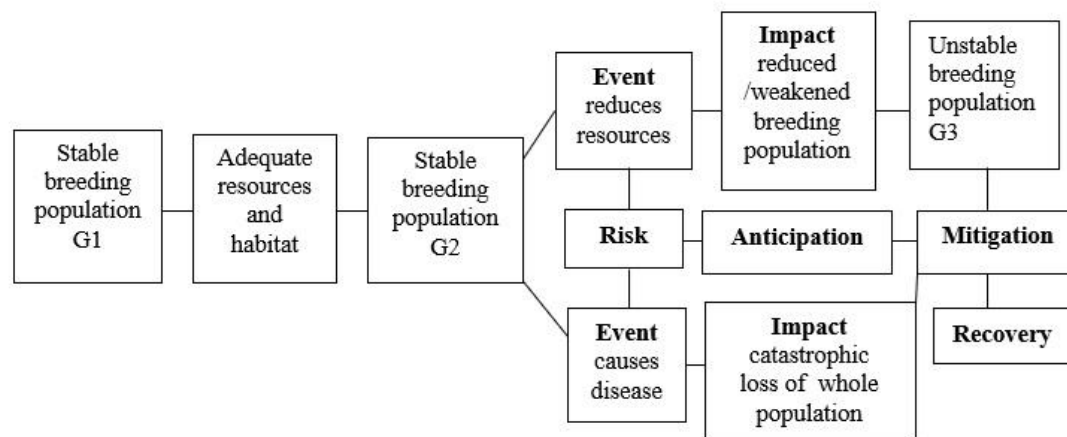 Stable
breeding
population
G1
Adequate
resources
and
habitat
Stable
breeding
population
G2
Event
reduces
resources
Impact
reduced
/weakened
breeding
population
Unstable
breeding
population
G3
Risk
Anticipation
Mitigation
Event
causes
disease
Impact
catastrophic
loss of whole
population
Recovery